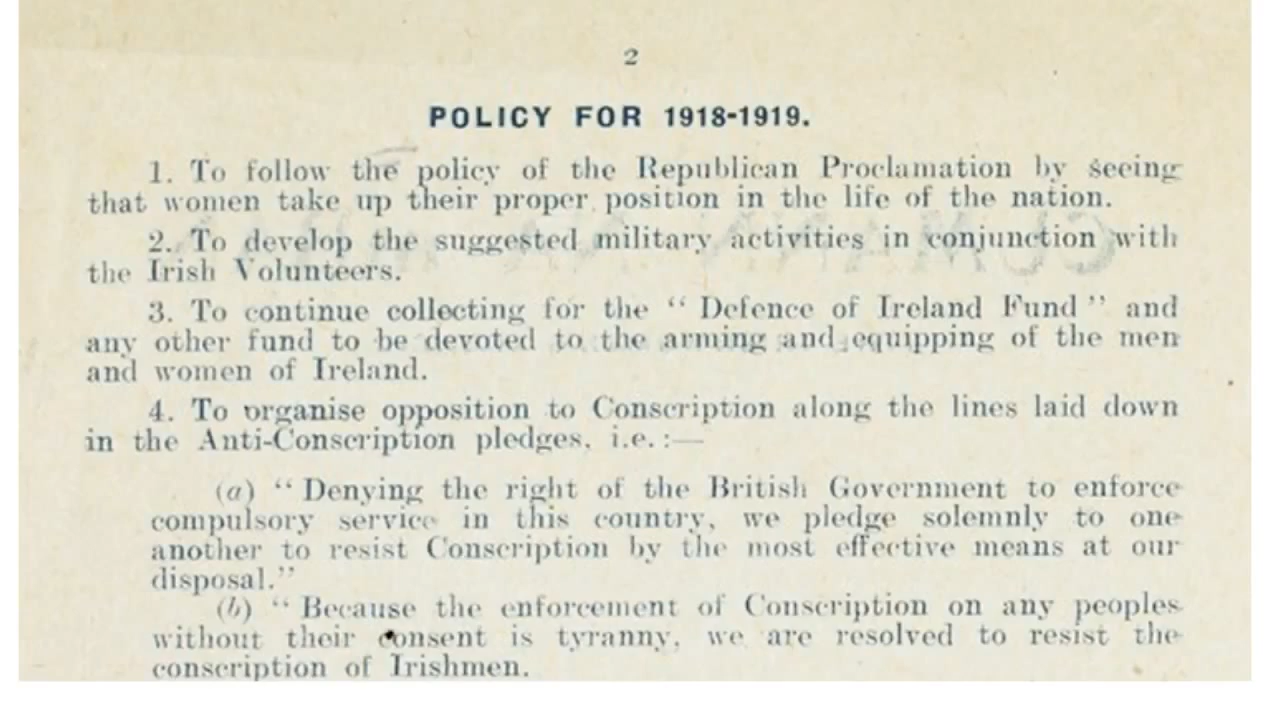 2
POLICY FOR 1918-1919.
1. To follow the policy of the Republican Proclamation by seeing
that women take up their proper position in the life of the nation.
2. To develop the suggested military activities in conjunction with
the Irish Volunteers.
3. To continue collecting for the “ Defence of Ireland Fund ” and
any other fund to be devoted to the arming and equipping of the men
and women of Ireland.
4. To organise opposition to Conscription along the lines laid down
in the Anti-Conscription pledges, i.e. :—
(a) “ Denying the right of the British Government to enforce
compulsory service in this country, we pledge solemnly to one
another to resist Conscription by the most effective means at our
disposal.”
(b) “ Because the enforcement of Conscription on any peoples
without their consent is tyranny, we are resolved to resist the
conscription of Irishmen.